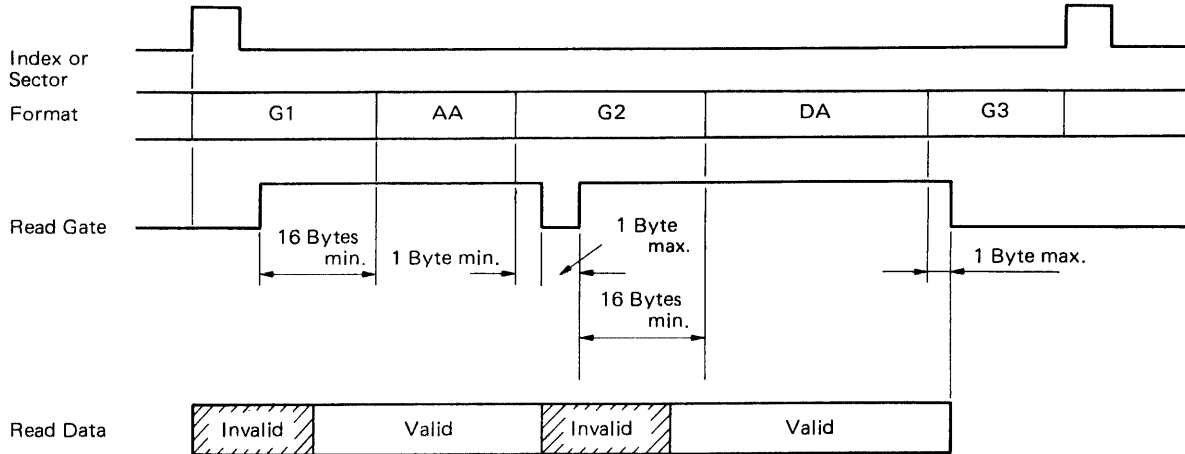 Index or
Sector
Format G1 AA G2 DA G3
Read Gate
16 Bytes
min.
1 Byte min.
1 Byte
max.
16 Bytes
min.
1 Byte max.
Read Data Invalid Valid Invalid Valid